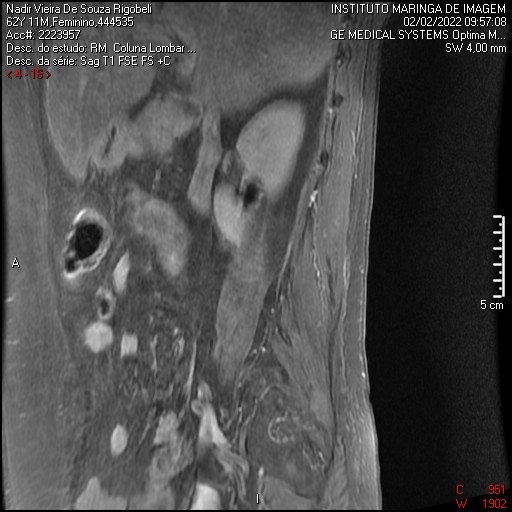 Nadir Vieira De Souza Rigobeli
62Y 11M,Feminino,444535
Acc#: 2223957
Desc. do estudo: RM Coluna Lombar ...
Desc. da série: Sag T1 FSE FS +C
< 4 -16 >
INSTITUTO MARINGA DE IMAGEM
02/02/2022 09:57:08
GE MEDICAL SYSTEMS Optima M...
SW 4,00 mm
A
5 cm
I
C 951
W 1902